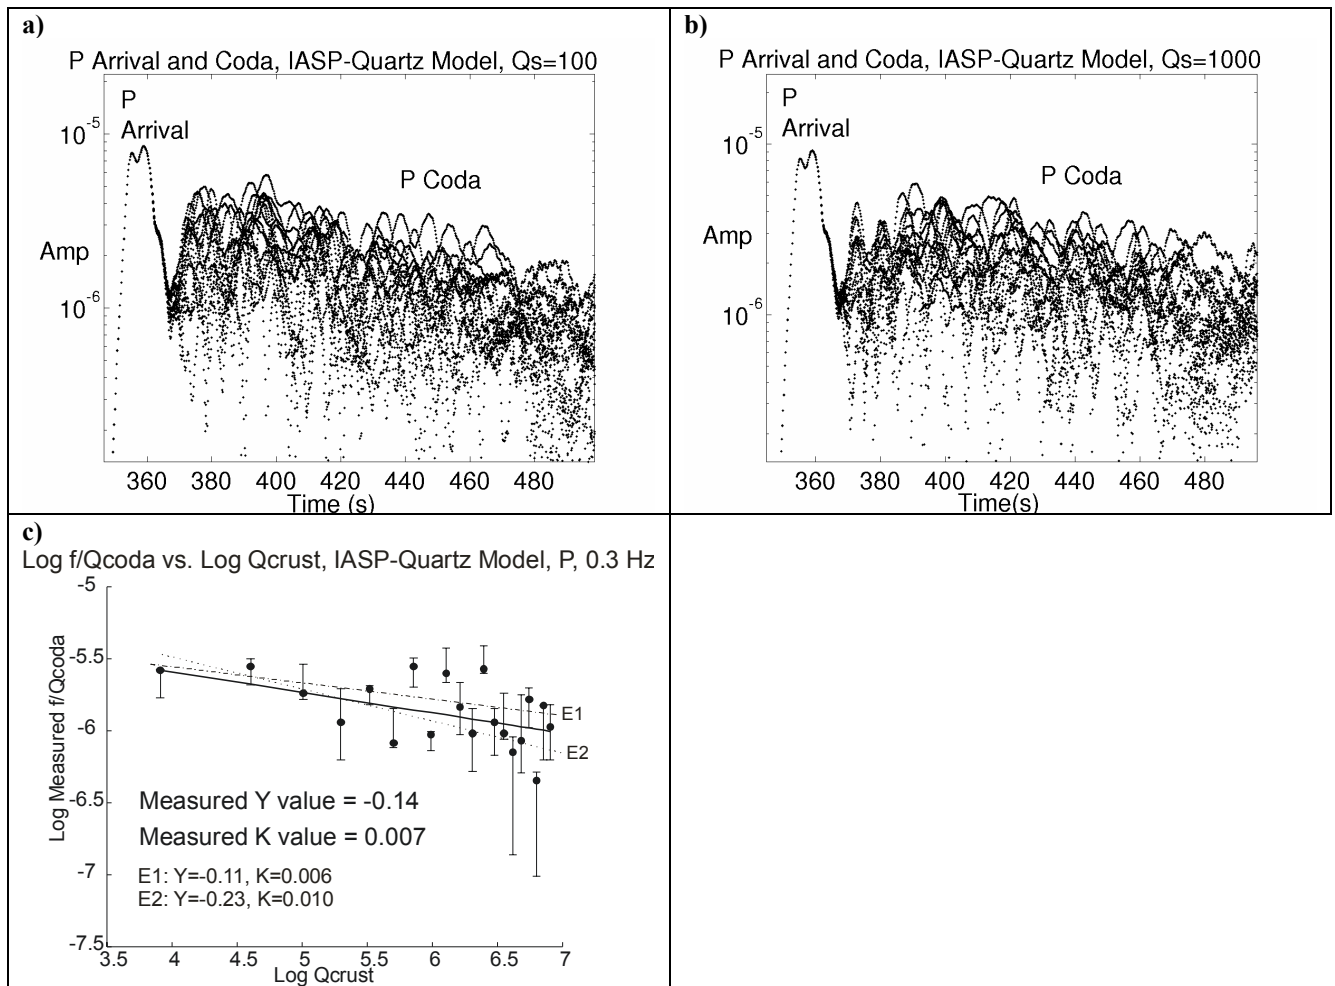 a)
P Arrival and Coda, IASP-Quartz Model, Qs=100
P
Arrival
10-5
P Coda
Amp
10-6
360 380 400 420 440 460 480
Time (s)
b)
P Arrival and Coda, IASP-Quartz Model, Qs=1000
P
Arrival
10-5
P Coda
Amp
10-6
360 380 400 420 440 460 480
Time(s)
c)
Log f/Qcoda vs. Log Qcrust, IASP-Quartz Model, P, 0.3 Hz
-5
-5.5
-6
-6.5
-7
-7.5
Log Measured f/Qcoda
E1
E2
Measured Y value = -0.14
Measured K value = 0.007
E1: Y=-0.11, K=0.006
E2: Y=-0.23, K=0.010
3.5 4 4.5 5 5.5 6 6.5 7
Log Qcrust